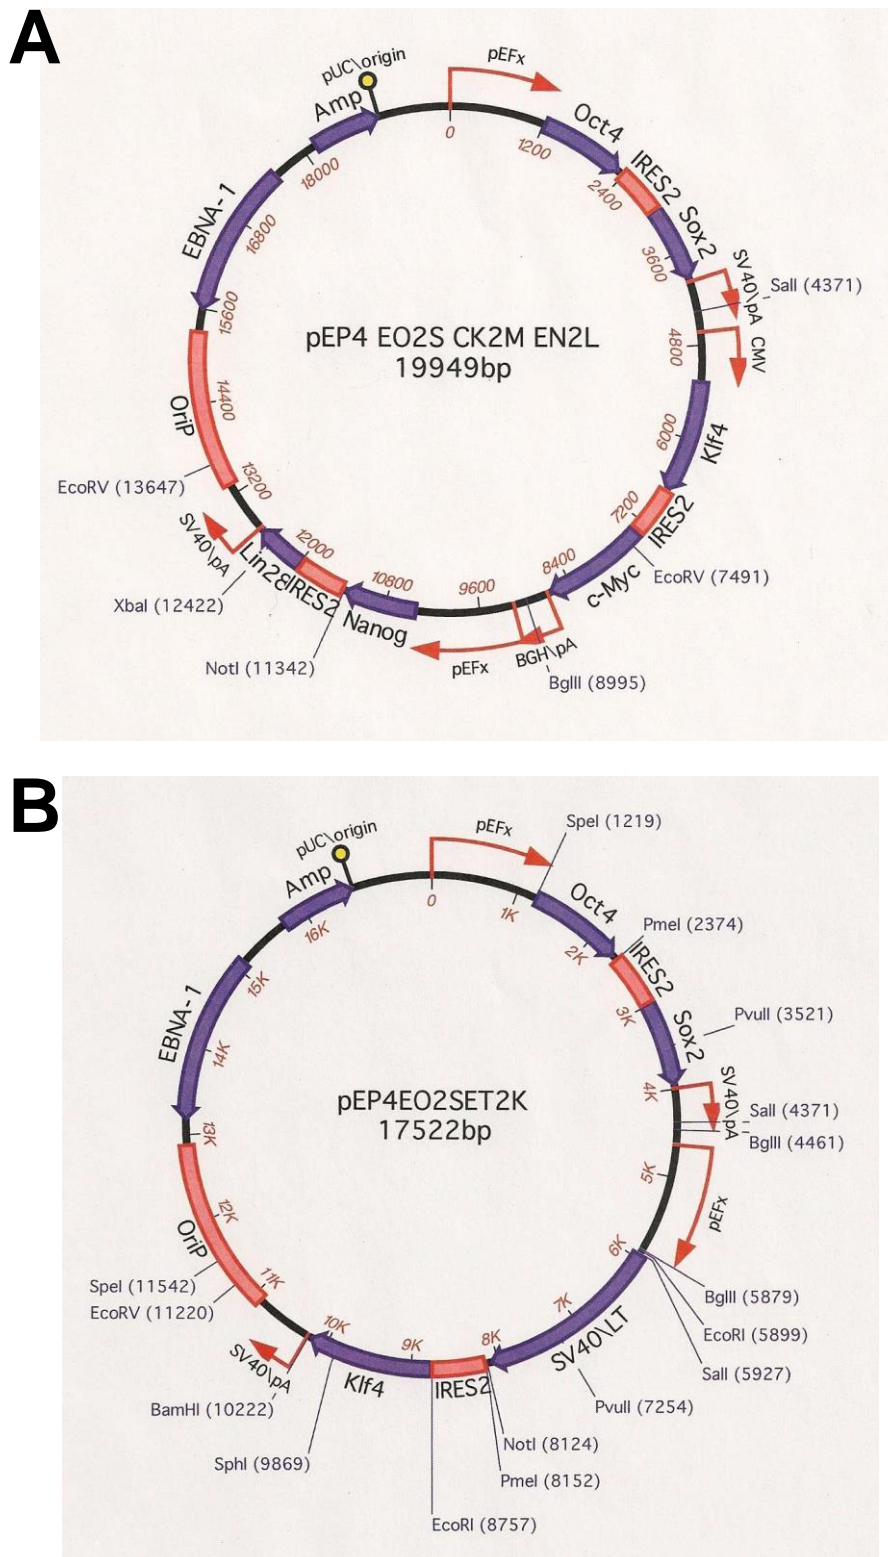 A
pUC\origin
pEFx
Amp
Oct4
0
1200
IRES2
18000
2400
Sox2
EBNA-1
16800
3600
SV40\pA
SalI (4371)
15600
pEP4 EO2S CK2M EN2L
19949bp
4800
CMV
14400
OriP
6000
Klf4
EcoRV (13647)
13200
7200
IRES2
SV40\pA
12000
8400
Lin28
IRES2
10800
9600
c-Myc
EcoRV (7491)
XbaI (12422)
Nanog
NotI (11342)
pEFx
BGH\pA
BglII (8995)
B
pUC\origin
pEFx
SpeI (1219)
Amp
Oct4
0
1K
16K
PmeI (2374)
2K
IRES2
15K
EBNA-1
3K
Sox2
PvuII (3521)
14K
4K
SV40\pA
pEP4EO2SET2K
17522bp
SalI (4371)
13K
BglII (4461)
5K
pEFx
12K
OriP
6K
SpeI (11542)
11K
BglII (5879)
EcoRV (11220)
7K
EcoRI (5899)
10K
9K
8K
SV40\LT
SV40\pA
SalI (5927)
Klf4
IRES2
BamHI (10222)
PvuII (7254)
NotI (8124)
SphI (9869)
PmeI (8152)
EcoRI (8757)